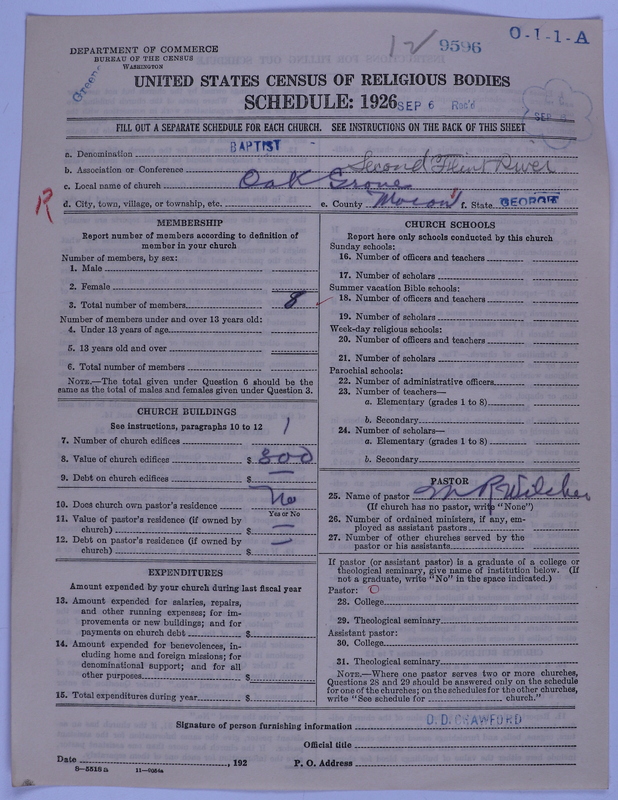 12 9596 O-1-1-A
DEPARTMENT OF COMMERCE
BUREAU OF THE CENSUS
WASHINGTON
Greene
UNITED STATES CENSUS OF RELIGIOUS BODIES
SCHEDULE: 1926 SEP 6 Rec'd
SEP
FILL OUT A SEPARATE SCHEDULE FOR EACH CHURCH. SEE INSTRUCTIONS ON THE BACK OF THIS SHEET
a. Denomination BAPTIST
b. Association or Conference Second Flint River
c. Local name of church Oak Grove
R d. City, town, village, or township, etc. e. County Macon f. State GEORGIA
MEMBERSHIP
Report number of members according to definition of
member in your church
Number of members, by sex:
1. Male
2. Female
3. Total number of members 8
Number of members under and over 13 years old:
4. Under 13 years of age
5. 13 years old and over
6. Total number of members
NOTE.—The total given under Question 6 should be the
same as the total of males and females given under Question 3.
CHURCH BUILDINGS
See instructions, paragraphs 10 to 12
7. Number of church edifices 1
8. Value of church edifices $ 300
9. Debt on church edifices $ —
10. Does church own pastor's residence No
Yes or No
11. Value of pastor's residence (if owned by
church) $ —
12. Debt on pastor's residence (if owned by
church) $ —
EXPENDITURES
Amount expended by your church during last fiscal year
13. Amount expended for salaries, repairs,
and other running expenses; for im-
provements or new buildings; and for
payments on church debt $
14. Amount expended for benevolences, in-
cluding home and foreign missions; for
denominational support; and for all
other purposes $
15. Total expenditures during year $
CHURCH SCHOOLS
Report here only schools conducted by this church
Sunday schools:
16. Number of officers and teachers
17. Number of scholars
Summer vacation Bible schools:
18. Number of officers and teachers
19. Number of scholars
Week-day religious schools:
20. Number of officers and teachers
21. Number of scholars
Parochial schools:
22. Number of administrative officers
23. Number of teachers—
a. Elementary (grades 1 to 8)
b. Secondary
24. Number of scholars—
a. Elementary (grades 1 to 8)
b. Secondary
PASTOR
25. Name of pastor M R Wilcher
(If church has no pastor, write "None")
26. Number of ordained ministers, if any, em-
ployed as assistant pastors
27. Number of other churches served by the
pastor or his assistants
If pastor (or assistant pastor) is a graduate of a college or
theological seminary, give name of institution below. (If
not a graduate, write "No" in the space indicated.)
Pastor: O
28. College
29. Theological seminary
Assistant pastor:
30. College
31. Theological seminary
NOTE.—Where one pastor serves two or more churches,
Questions 28 and 29 should be answered only on the schedule
for one of the churches; on the schedules for the other churches,
write "See schedule for church."
Signature of person furnishing information D. D. CRAWFORD
Official title
Date , 192 P. O. Address
8—5516a 11—9054a